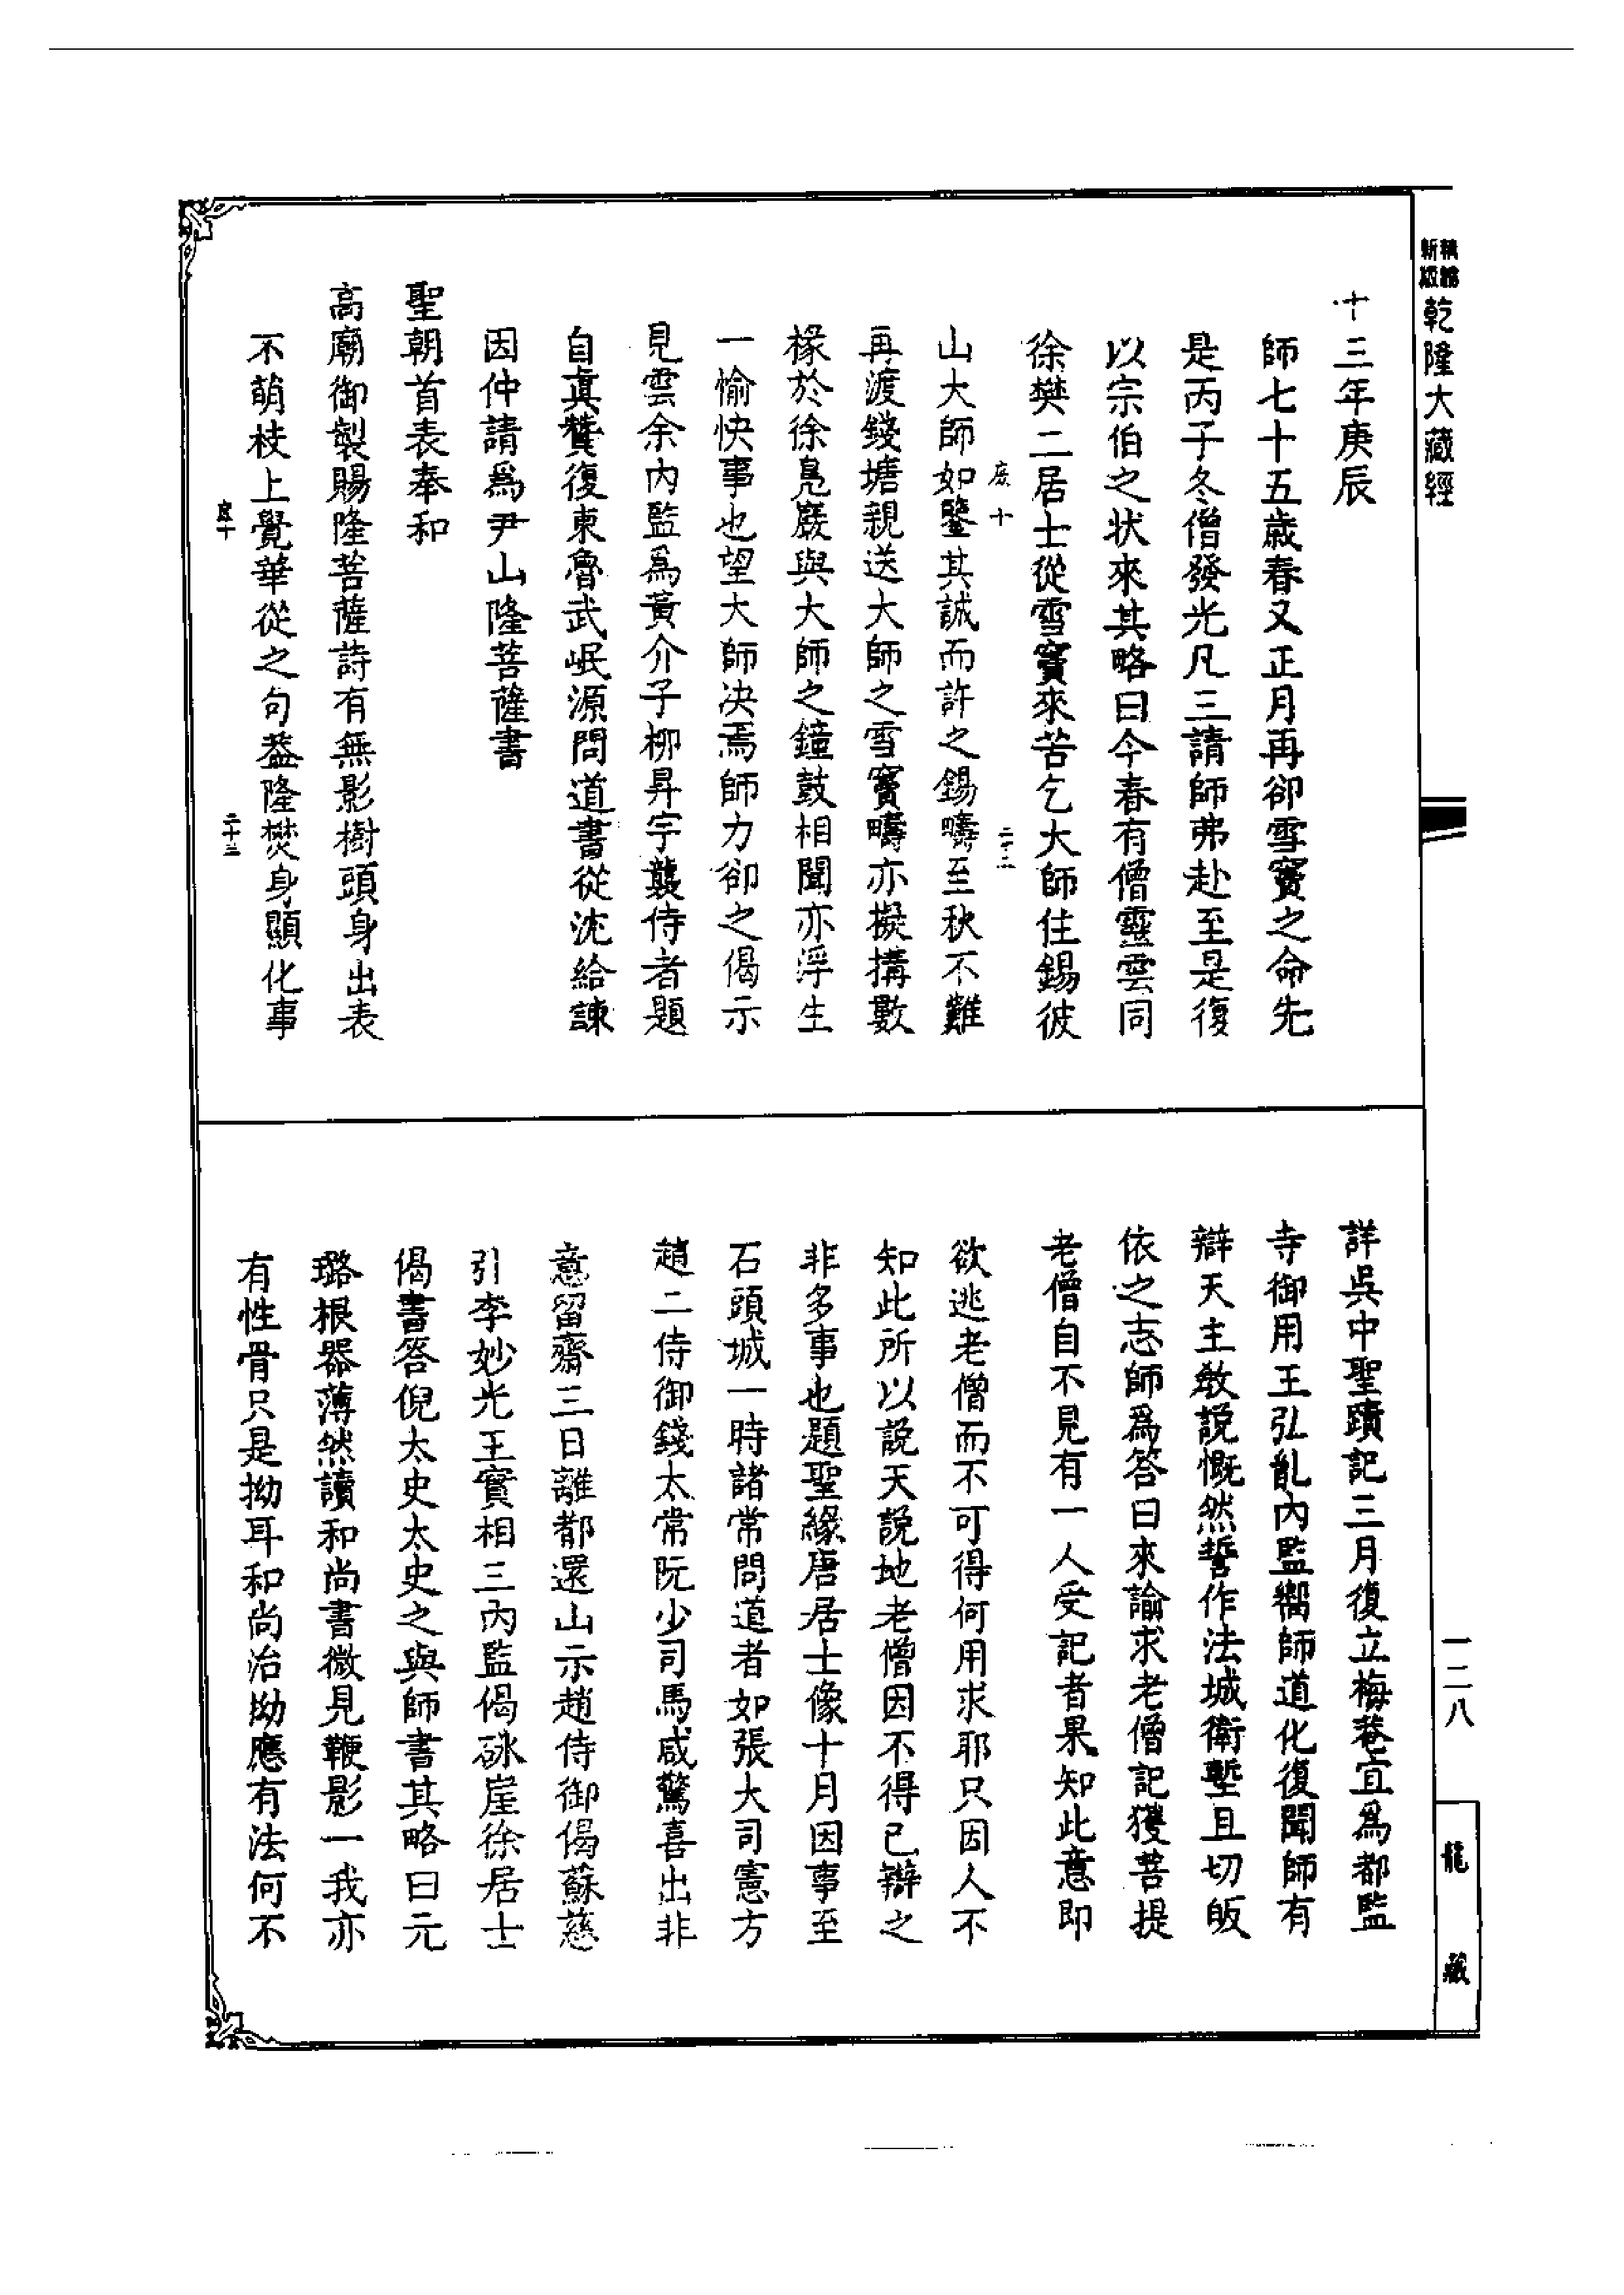 新版 精縮 乾隆大藏經
十三年庚辰
師七十五歲春又正月再卻雪竇之命先
是丙子冬僧發光凡三請師弗赴至是復
以宗伯之狀來其略曰今春有僧靈雲同
徐樊二居士從雪竇來苦乞大師住錫彼
十 二十二
山大師如鑒其誠而許之錫疇至秋不難
再渡錢塘親送大師之雪竇疇亦擬搆數
椽於徐鳧巖與大師之鐘鼓相聞亦浮生
一愉快事也望大師决焉師力卻之偈示
見雲余內監爲黃介子柳昇宇襲侍者題
自眞贊復東魯武岷源問道書從沈給諫
因仲請爲尹山隆菩薩書
聖朝首表奉和
高廟御製賜隆菩薩詩有無影樹頭身出表
不萌枝上覺華從之句葢隆焚身顯化事
十 二十三
詳吳中聖蹟記三月復立梅菴宜爲都監
寺御用王弘亂內監嚮師道化復聞師有
辯天主敎說慨然誓作法城衛塹且切皈
依之志師爲答曰來諭求老僧記獲菩提
老僧自不見有一人受記者果知此意即
欲逃老僧而不可得何用求耶只因人不
知此所以說天說地老僧因不得已辯之
非多事也題聖緣唐居士像十月因事至
石頭城一時諸常問道者如張大司憲方
趙二侍御錢太常阮少司馬咸驚喜出非
意留齋三日離都還山示趙侍御偈蘇慈
引李妙光王實相三內監偈砅崖徐居士
偈書答倪太史太史之與師書其略曰元
璐根器薄然讀和尚書微見鞭影一我亦
有性骨只是拗耳和尚治拗應有法何不
一二八
龍藏